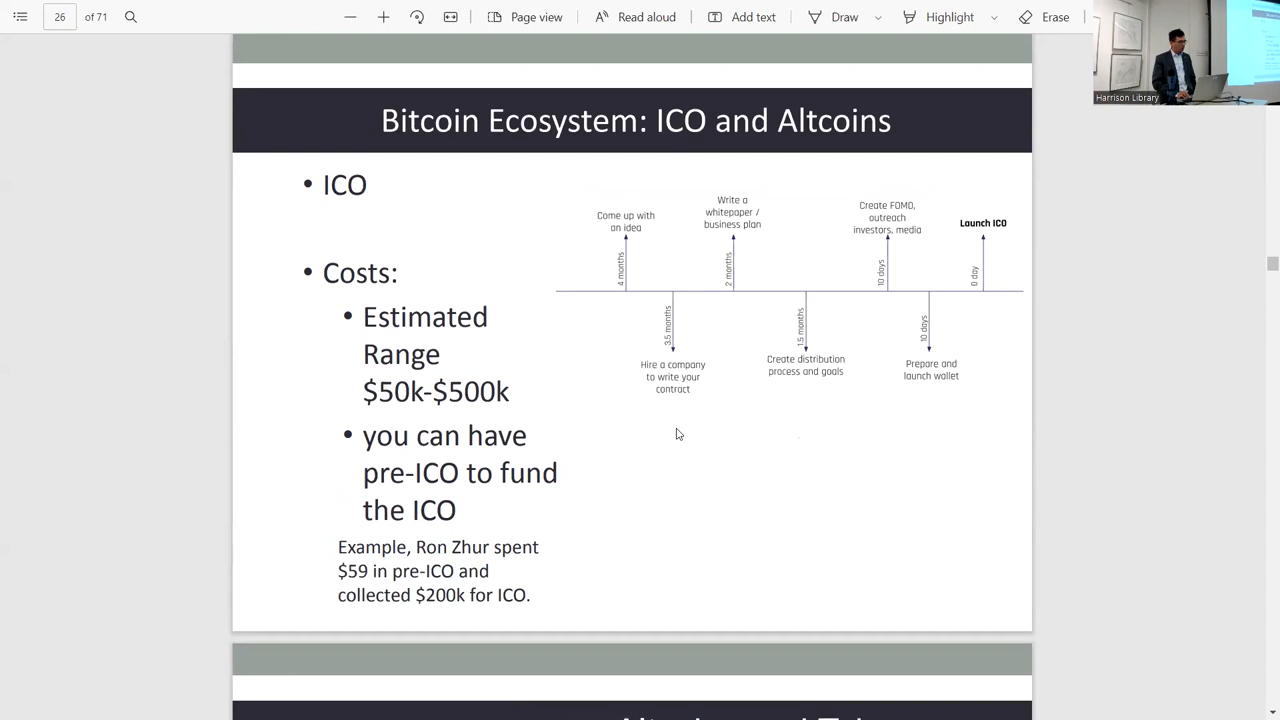 26 of 71
Page view
Read aloud
Add text
Draw
Highlight
Erase
Harrison Library
Bitcoin Ecosystem: ICO and Altcoins
• ICO
• Costs:
• Estimated
Range
$50k-$500k
• you can have
pre-ICO to fund
the ICO
Example, Ron Zhur spent
$59 in pre-ICO and
collected $200k for ICO.
Come up with
an idea
4 months
Hire a company
to write your
contract
3.5 months
Write a
whitepaper /
business plan
2 months
Create distribution
process and goals
1.5 months
Create FOMO,
outreach
investors, media
10 days
Prepare and
launch wallet
10 days
Launch ICO
0 day